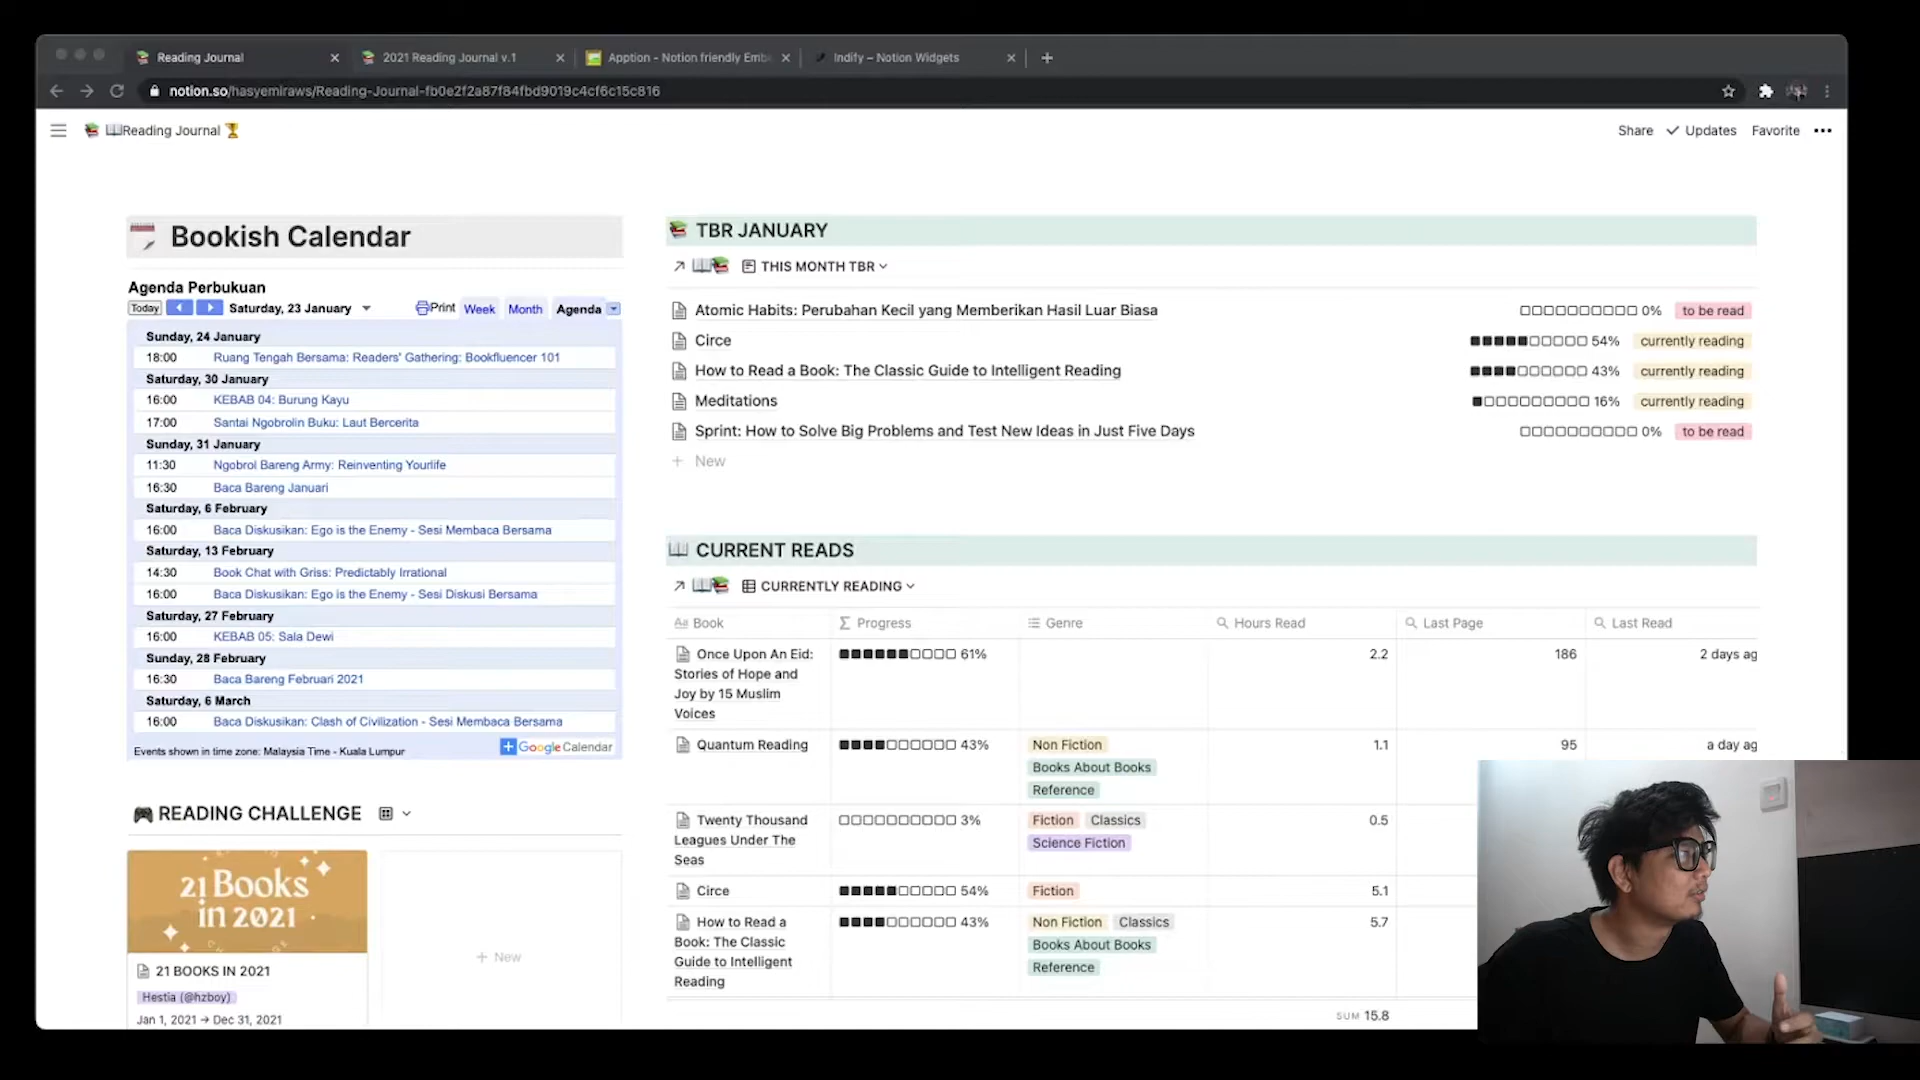 Reading Journal
2021 Reading Journal v.1
Apption - Notion friendly Emb
Indify – Notion Widgets
notion.so/hasyemiraws/Reading-Journal-fb0e2f2a87f84fbd9019c4cf6c15c816
Reading Journal
Share
Updates
Favorite
Bookish Calendar
Agenda Perbukuan
Today
Saturday, 23 January
Print
Week
Month
Agenda
Sunday, 24 January
18:00 Ruang Tengah Bersama: Readers' Gathering: Bookfluencer 101
Saturday, 30 January
16:00 KEBAB 04: Burung Kayu
17:00 Santai Ngobrolin Buku: Laut Bercerita
Sunday, 31 January
11:30 Ngobrol Bareng Army: Reinventing Yourlife
16:30 Baca Bareng Januari
Saturday, 6 February
16:00 Baca Diskusikan: Ego is the Enemy - Sesi Membaca Bersama
Saturday, 13 February
14:30 Book Chat with Griss: Predictably Irrational
16:00 Baca Diskusikan: Ego is the Enemy - Sesi Diskusi Bersama
Saturday, 27 February
16:00 KEBAB 05: Sala Dewi
Sunday, 28 February
16:30 Baca Bareng Februari 2021
Saturday, 6 March
16:00 Baca Diskusikan: Clash of Civilization - Sesi Membaca Bersama
Events shown in time zone: Malaysia Time - Kuala Lumpur
Google Calendar
READING CHALLENGE
21 Books
in 2021
CHALLENGE
21 BOOKS IN 2021
Hestia (@hzboy)
Jan 1, 2021 → Dec 31, 2021
+ New
TBR JANUARY
THIS MONTH TBR
Atomic Habits: Perubahan Kecil yang Memberikan Hasil Luar Biasa 0% to be read
Circe 54% currently reading
How to Read a Book: The Classic Guide to Intelligent Reading 43% currently reading
Meditations 16% currently reading
Sprint: How to Solve Big Problems and Test New Ideas in Just Five Days 0% to be read
+ New
CURRENT READS
CURRENTLY READING
Aa Book Σ Progress Genre Hours Read Last Page Last Read
Once Upon An Eid: 61% 2.2 186 2 days ag
Stories of Hope and
Joy by 15 Muslim
Voices
Quantum Reading 43% Non Fiction 1.1 95 a day ag
Books About Books
Reference
Twenty Thousand 3% Fiction Classics 0.5
Leagues Under The Science Fiction
Seas
Circe 54% Fiction 5.1
How to Read a 43% Non Fiction Classics 5.7
Book: The Classic Books About Books
Guide to Intelligent Reference
Reading
SUM 15.8